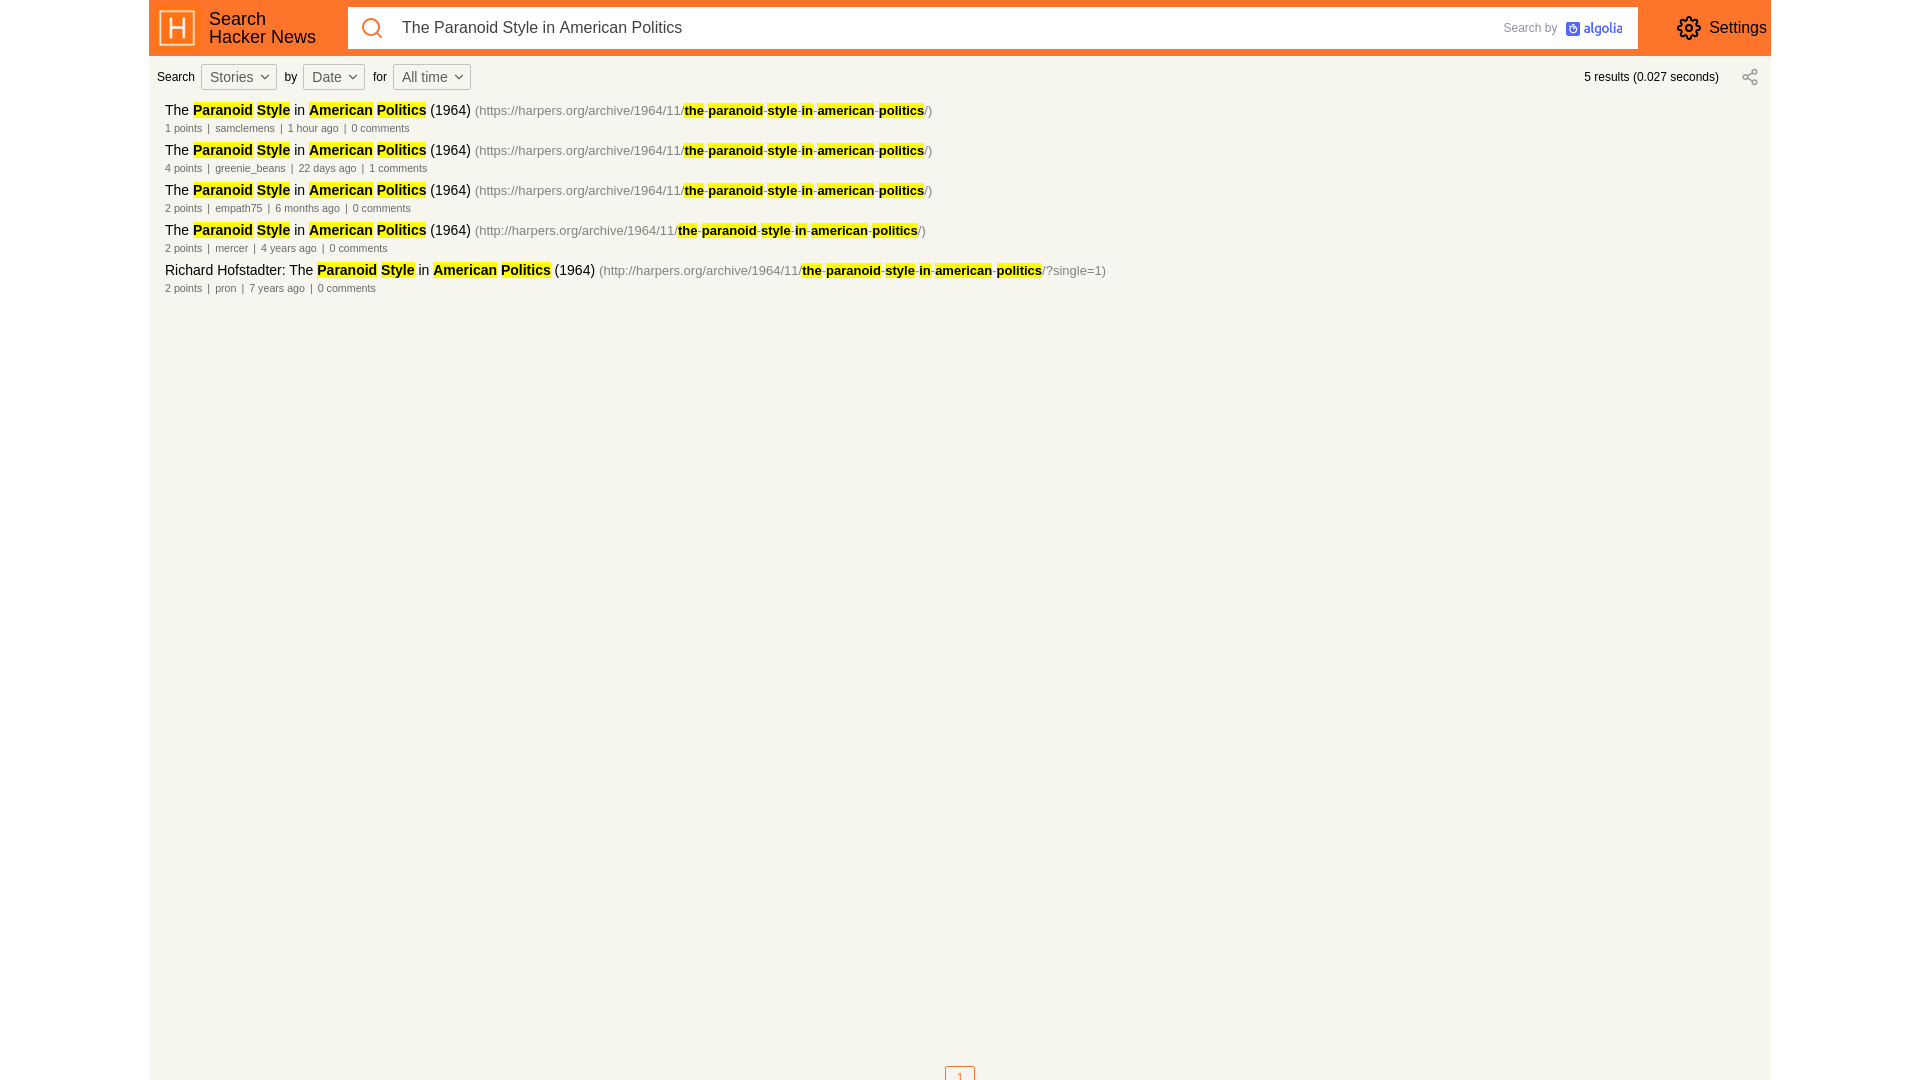 H Search
Hacker News
The Paranoid Style in American Politics
Search by algolia
Settings
Search Stories by Date for All time
5 results (0.027 seconds)
The Paranoid Style in American Politics (1964) (https://harpers.org/archive/1964/11/the-paranoid-style-in-american-politics/)
1 points | samclemens | 1 hour ago | 0 comments
The Paranoid Style in American Politics (1964) (https://harpers.org/archive/1964/11/the-paranoid-style-in-american-politics/)
4 points | greenie_beans | 22 days ago | 1 comments
The Paranoid Style in American Politics (1964) (https://harpers.org/archive/1964/11/the-paranoid-style-in-american-politics/)
2 points | empath75 | 6 months ago | 0 comments
The Paranoid Style in American Politics (1964) (http://harpers.org/archive/1964/11/the-paranoid-style-in-american-politics/)
2 points | mercer | 4 years ago | 0 comments
Richard Hofstadter: The Paranoid Style in American Politics (1964) (http://harpers.org/archive/1964/11/the-paranoid-style-in-american-politics/?single=1)
2 points | pron | 7 years ago | 0 comments
1